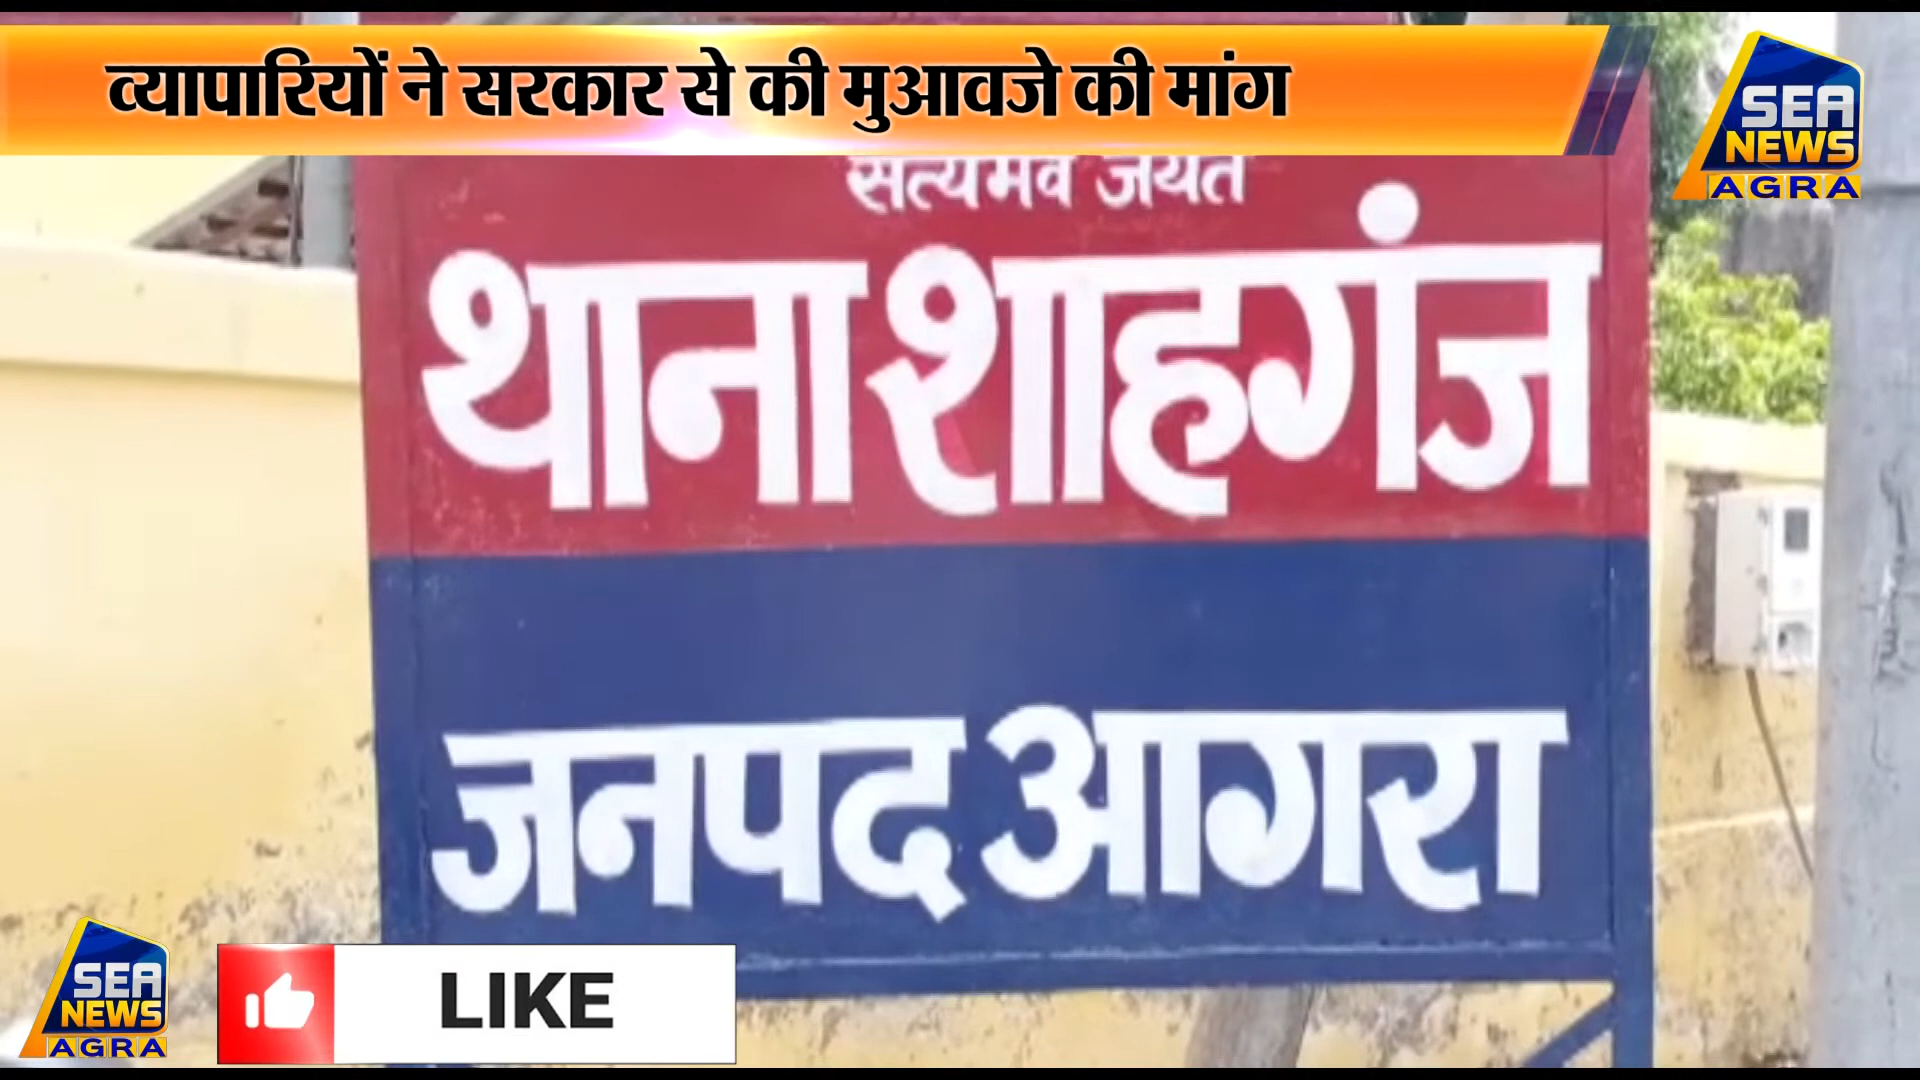 व्यापारियों ने सरकार से की मुआवजे की मांग
SEA
NEWS
AGRA
सत्यमेव जयते
थाना शाहगंज
जनपद आगरा
SEA
NEWS
AGRA
LIKE